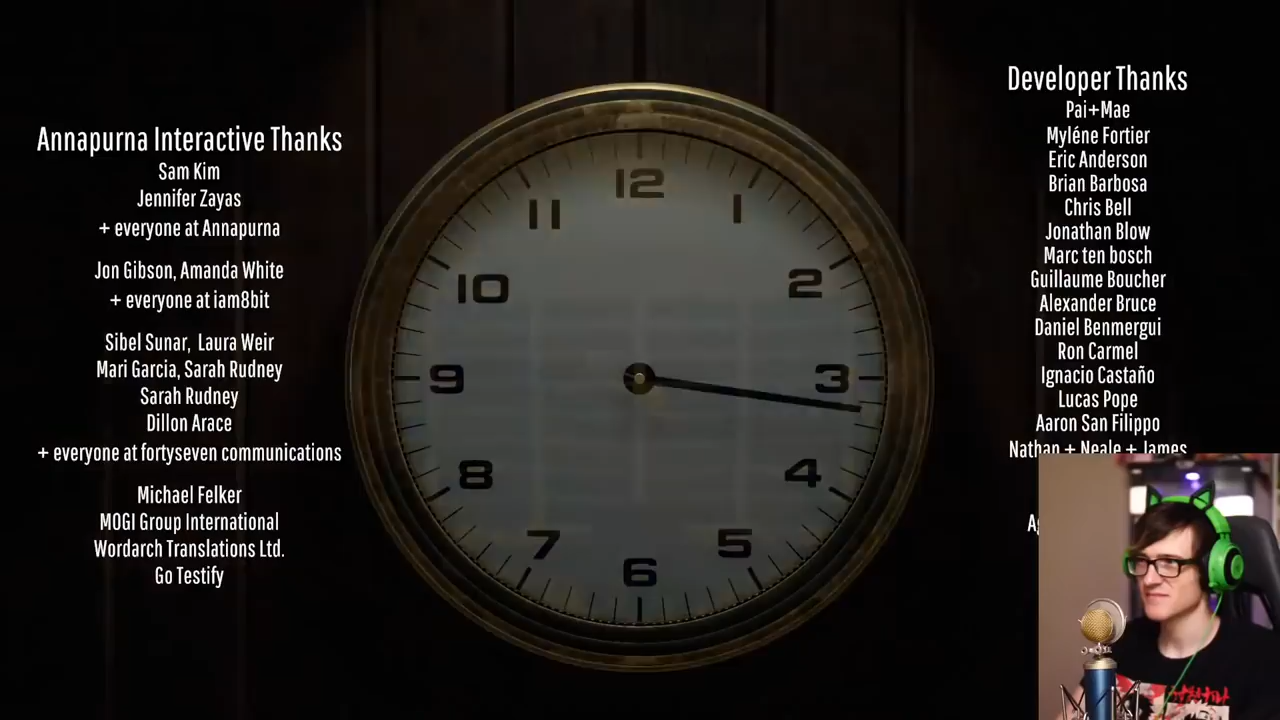 Annapurna Interactive Thanks
Sam Kim
Jennifer Zayas
+ everyone at Annapurna
Jon Gibson, Amanda White
+ everyone at iam8bit
Sibel Sunar, Laura Weir
Mari Garcia, Sarah Rudney
Sarah Rudney
Dillon Arace
+ everyone at fortyseven communications
Michael Felker
MOGI Group International
Wordarch Translations Ltd.
Go Testify
12
1
2
3
4
5
6
7
8
9
10
11
Developer Thanks
Pai+Mae
Myléne Fortier
Eric Anderson
Brian Barbosa
Chris Bell
Jonathan Blow
Marc ten bosch
Guillaume Boucher
Alexander Bruce
Daniel Benmergui
Ron Carmel
Ignacio Castaño
Lucas Pope
Aaron San Filippo
Nathan + Neale + James